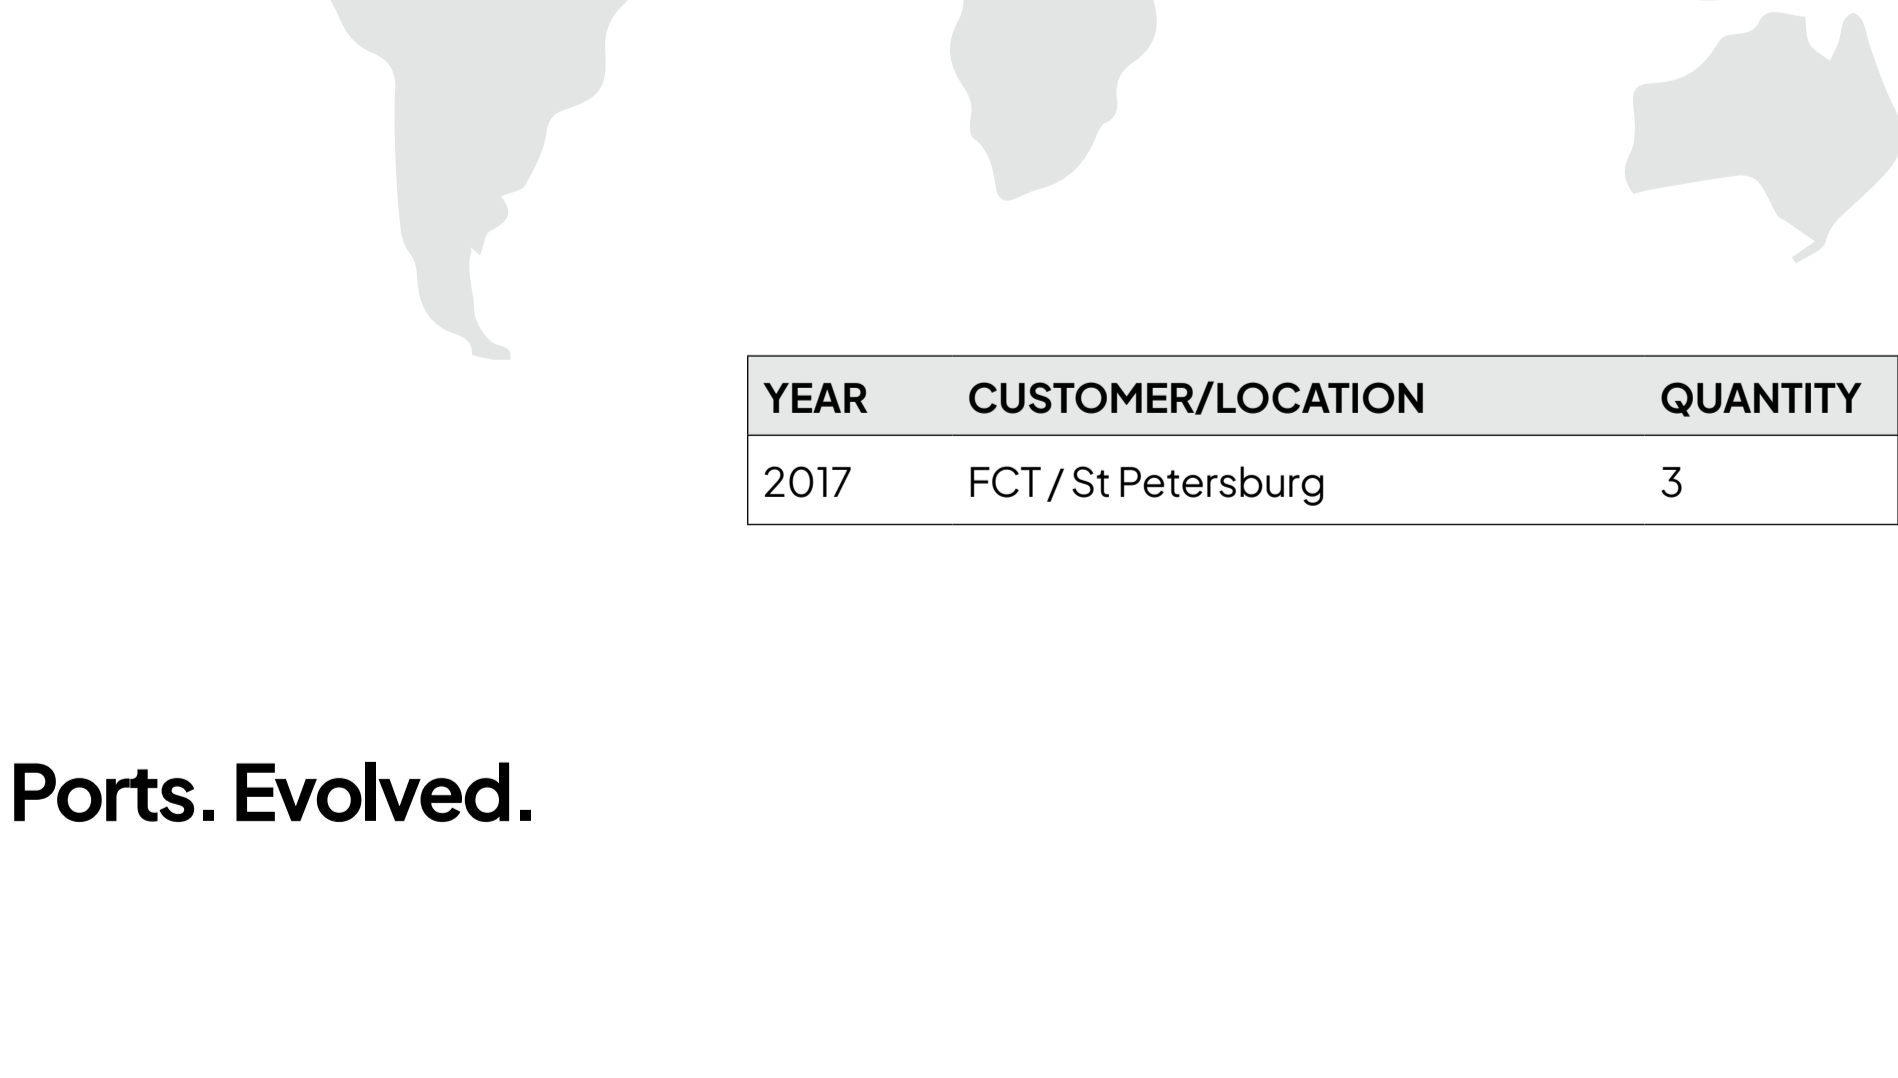 YEAR CUSTOMER/LOCATION QUANTITY
2017 FCT / St Petersburg 3
Ports. Evolved.